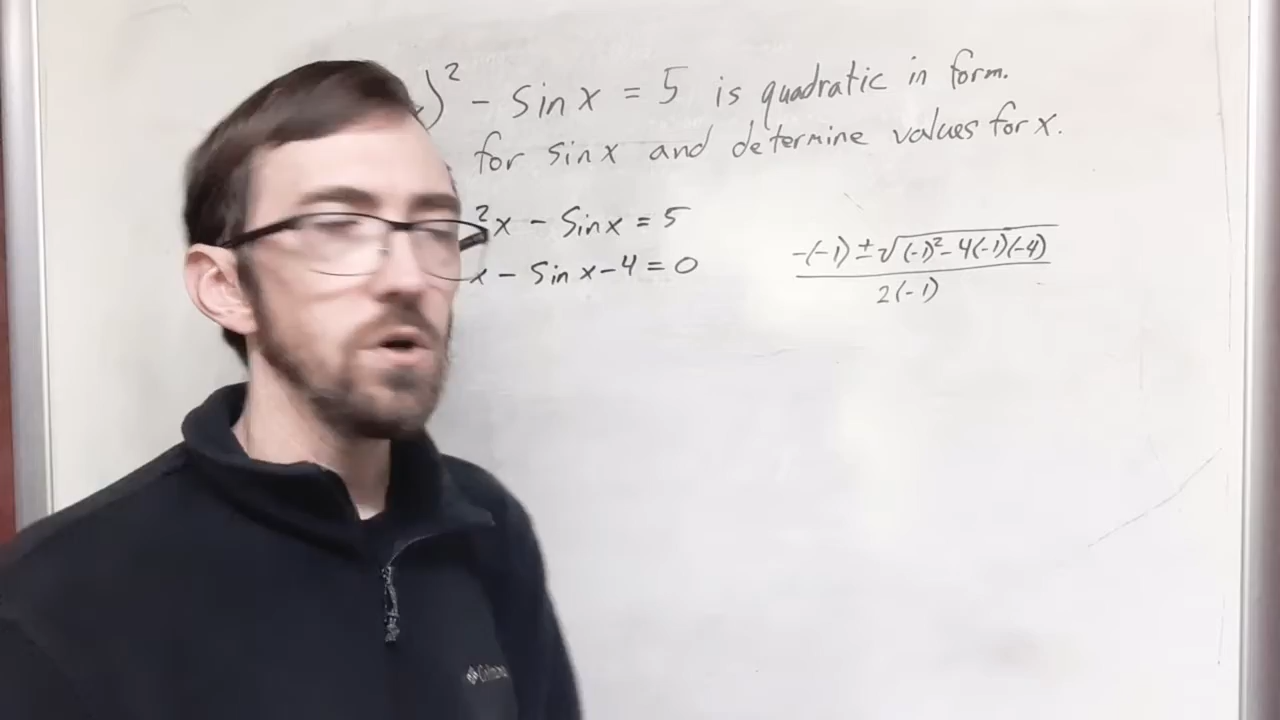 )² - sin x = 5 is quadratic in form.
for sin x and determine values for x.
²x - sin x = 5
x - sin x - 4 = 0
-(-1) ± √(-1)² - 4(-1)(-4)
2(-1)
Columbia